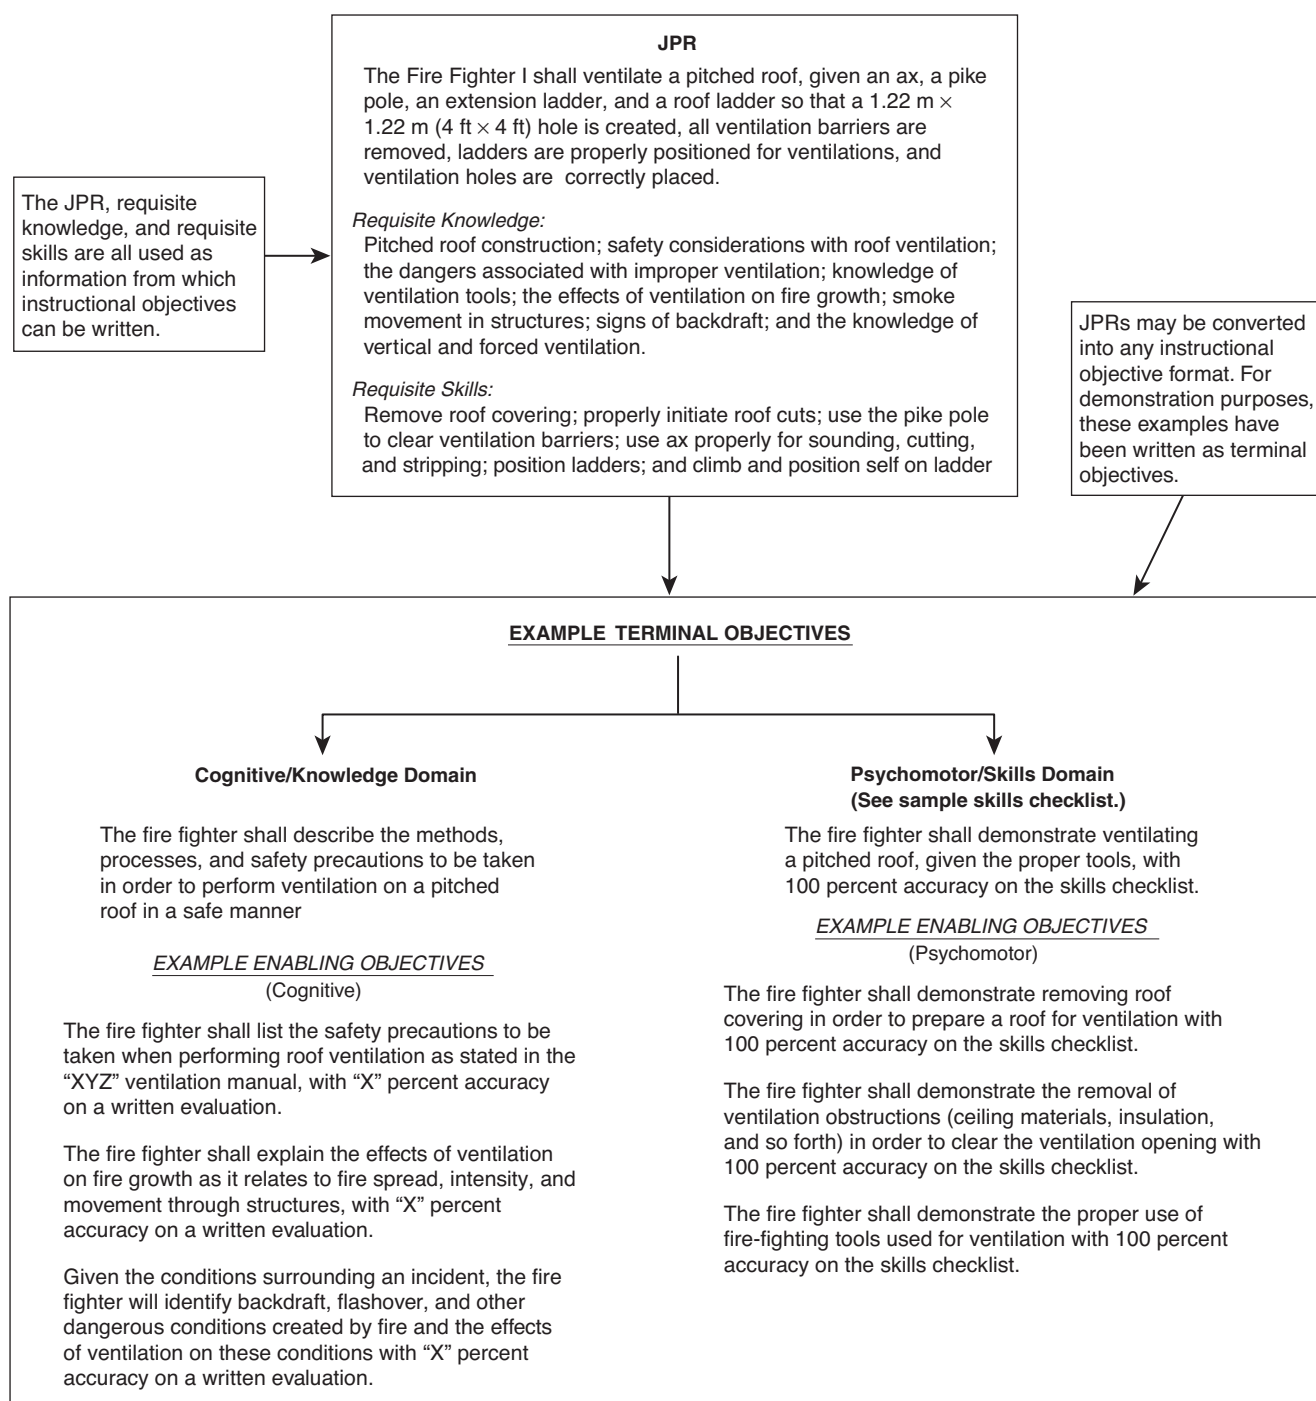 JPR
The Fire Fighter I shall ventilate a pitched roof, given an ax, a pike
pole, an extension ladder, and a roof ladder so that a 1.22 m ×
1.22 m (4 ft × 4 ft) hole is created, all ventilation barriers are
removed, ladders are properly positioned for ventilations, and
ventilation holes are correctly placed.
Requisite Knowledge:
Pitched roof construction; safety considerations with roof ventilation;
the dangers associated with improper ventilation; knowledge of
ventilation tools; the effects of ventilation on fire growth; smoke
movement in structures; signs of backdraft; and the knowledge of
vertical and forced ventilation.
Requisite Skills:
Remove roof covering; properly initiate roof cuts; use the pike pole
to clear ventilation barriers; use ax properly for sounding, cutting,
and stripping; position ladders; and climb and position self on ladder
The JPR, requisite
knowledge, and requisite
skills are all used as
information from which
instructional objectives
can be written.
JPRs may be converted
into any instructional
objective format. For
demonstration purposes,
these examples have
been written as terminal
objectives.
EXAMPLE TERMINAL OBJECTIVES
Cognitive/Knowledge Domain
The fire fighter shall describe the methods,
processes, and safety precautions to be taken
in order to perform ventilation on a pitched
roof in a safe manner
EXAMPLE ENABLING OBJECTIVES
(Cognitive)
The fire fighter shall list the safety precautions to be
taken when performing roof ventilation as stated in the
“XYZ” ventilation manual, with “X” percent accuracy
on a written evaluation.
The fire fighter shall explain the effects of ventilation
on fire growth as it relates to fire spread, intensity, and
movement through structures, with “X” percent
accuracy on a written evaluation.
Given the conditions surrounding an incident, the fire
fighter will identify backdraft, flashover, and other
dangerous conditions created by fire and the effects
of ventilation on these conditions with “X” percent
accuracy on a written evaluation.
Psychomotor/Skills Domain
(See sample skills checklist.)
The fire fighter shall demonstrate ventilating
a pitched roof, given the proper tools, with
100 percent accuracy on the skills checklist.
EXAMPLE ENABLING OBJECTIVES
(Psychomotor)
The fire fighter shall demonstrate removing roof
covering in order to prepare a roof for ventilation with
100 percent accuracy on the skills checklist.
The fire fighter shall demonstrate the removal of
ventilation obstructions (ceiling materials, insulation,
and so forth) in order to clear the ventilation opening with
100 percent accuracy on the skills checklist.
The fire fighter shall demonstrate the proper use of
fire-fighting tools used for ventilation with 100 percent
accuracy on the skills checklist.